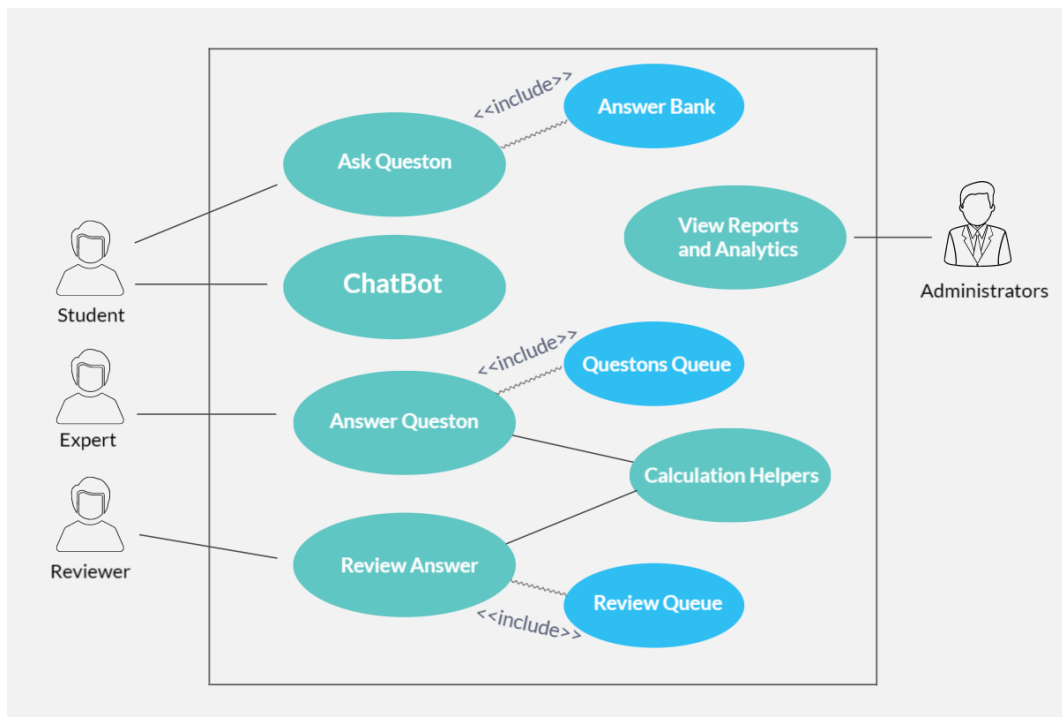 <<include>>
Answer Bank
Ask Queston
View Reports
and Analytics
Student
ChatBot
Administrators
<<include>>
Questons Queue
Expert
Answer Queston
Calculation Helpers
Reviewer
Review Answer
Review Queue
<<include>>